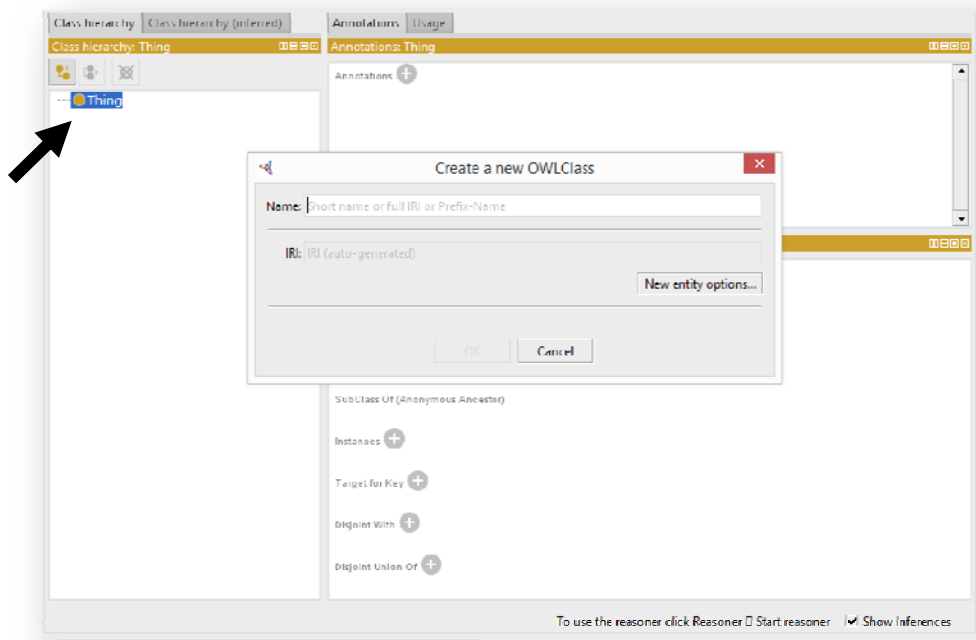 Class hierarchy Class hierarchy (inferred)
Annotations Usage
Class hierarchy: Thing
Annotations: Thing
Annotations
Thing
Create a new OWLClass
Name: Short name or full IRI or Prefix-Name
IRI: IRI (auto-generated)
New entity options...
OK Cancel
SubClass Of (Anonymous Ancestor)
Instances
Target for Key
Disjoint With
Disjoint Union Of
To use the reasoner click Reasoner ▯ Start reasoner Show Inferences